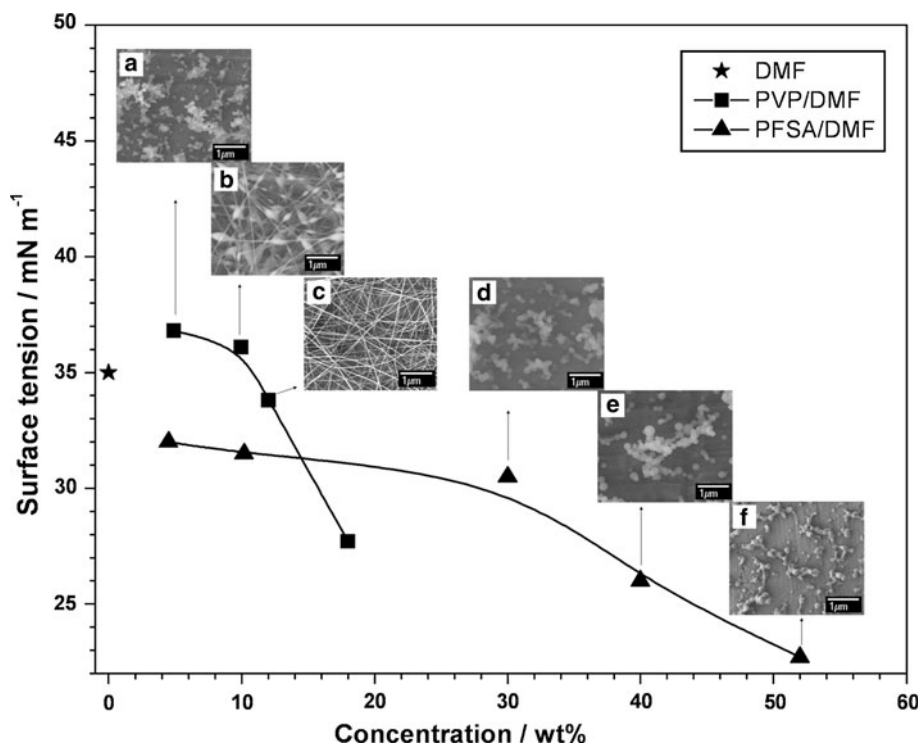 50
45
40
35
30
25
Surface tension / mN m⁻¹
0
10
20
30
40
50
60
Concentration / wt%
DMF
PVP/DMF
PFSA/DMF
a
1μm
b
1μm
c
1μm
d
1μm
e
1μm
f
1μm